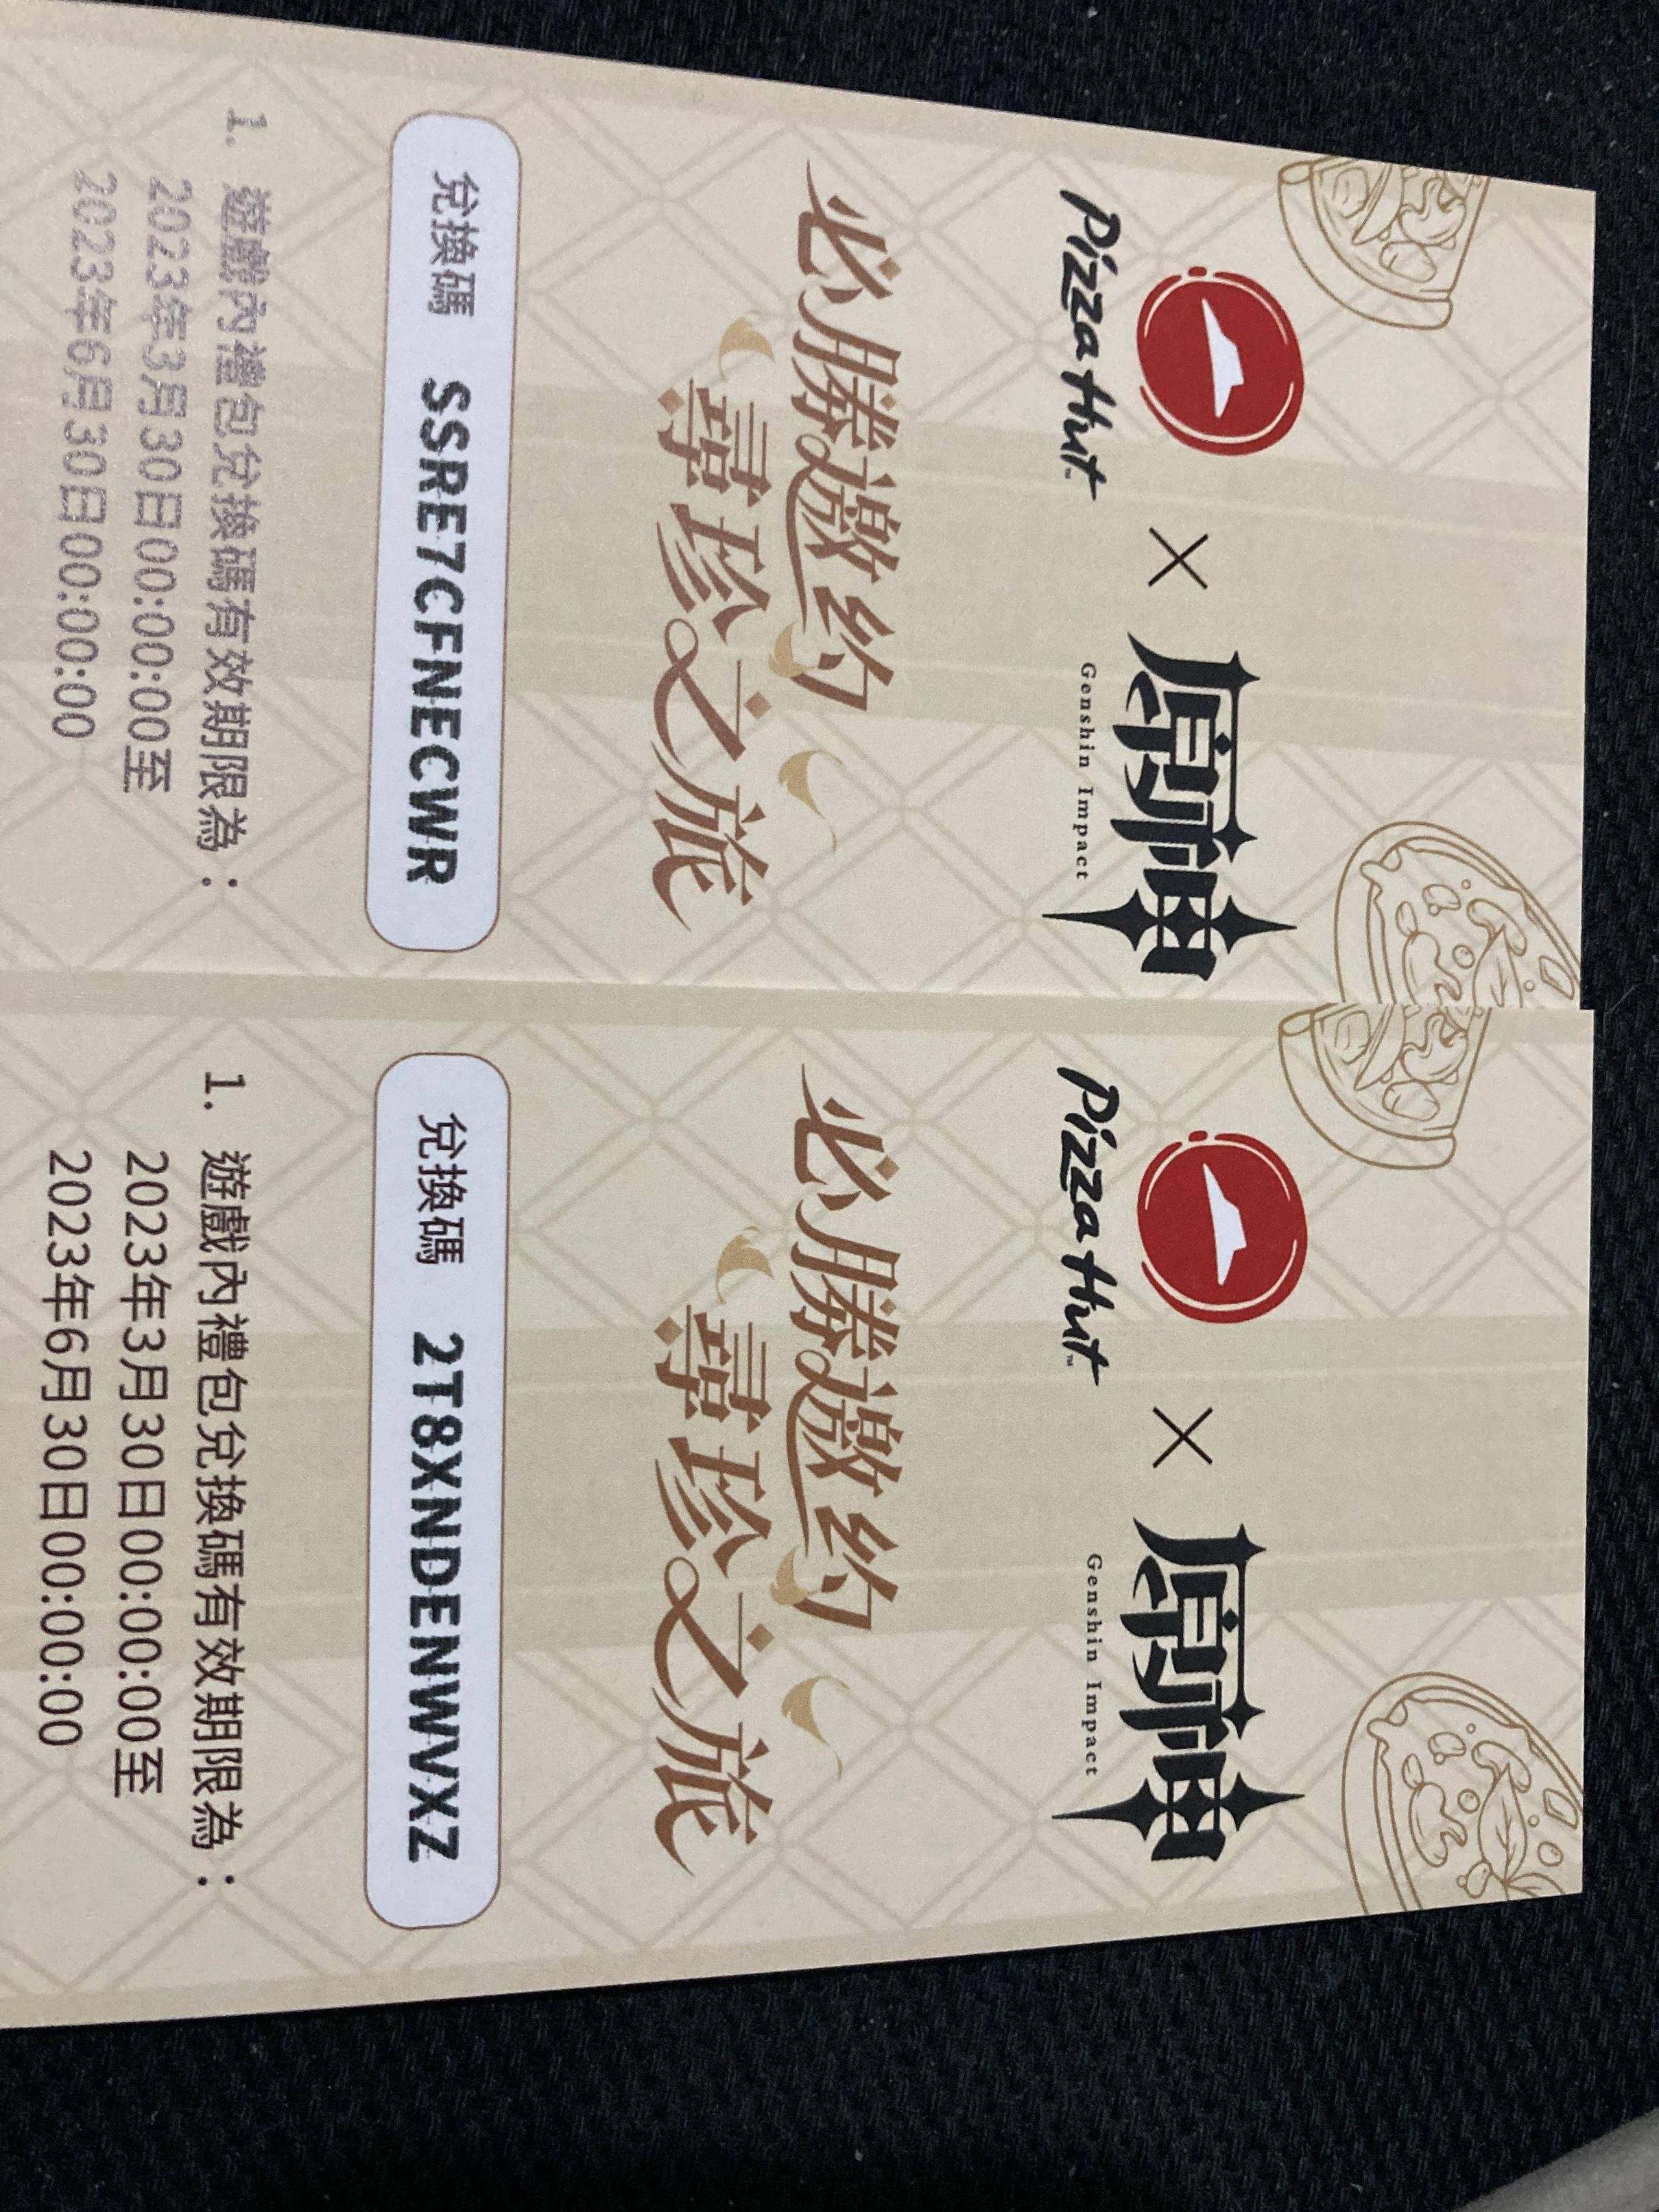 Pizza Hut × 原神
Genshin Impact
必勝邀約
尋珍之旅
兌換碼 SSRE7CFNECWR
1. 遊戲內禮包兌換碼有效期限為：
2023年3月30日00:00:00至
2023年6月30日00:00:00
Pizza Hut™ × 原神
Genshin Impact
必勝邀約
尋珍之旅
兌換碼 2T8XNDENWVXZ
1. 遊戲內禮包兌換碼有效期限為：
2023年3月30日00:00:00至
2023年6月30日00:00:00